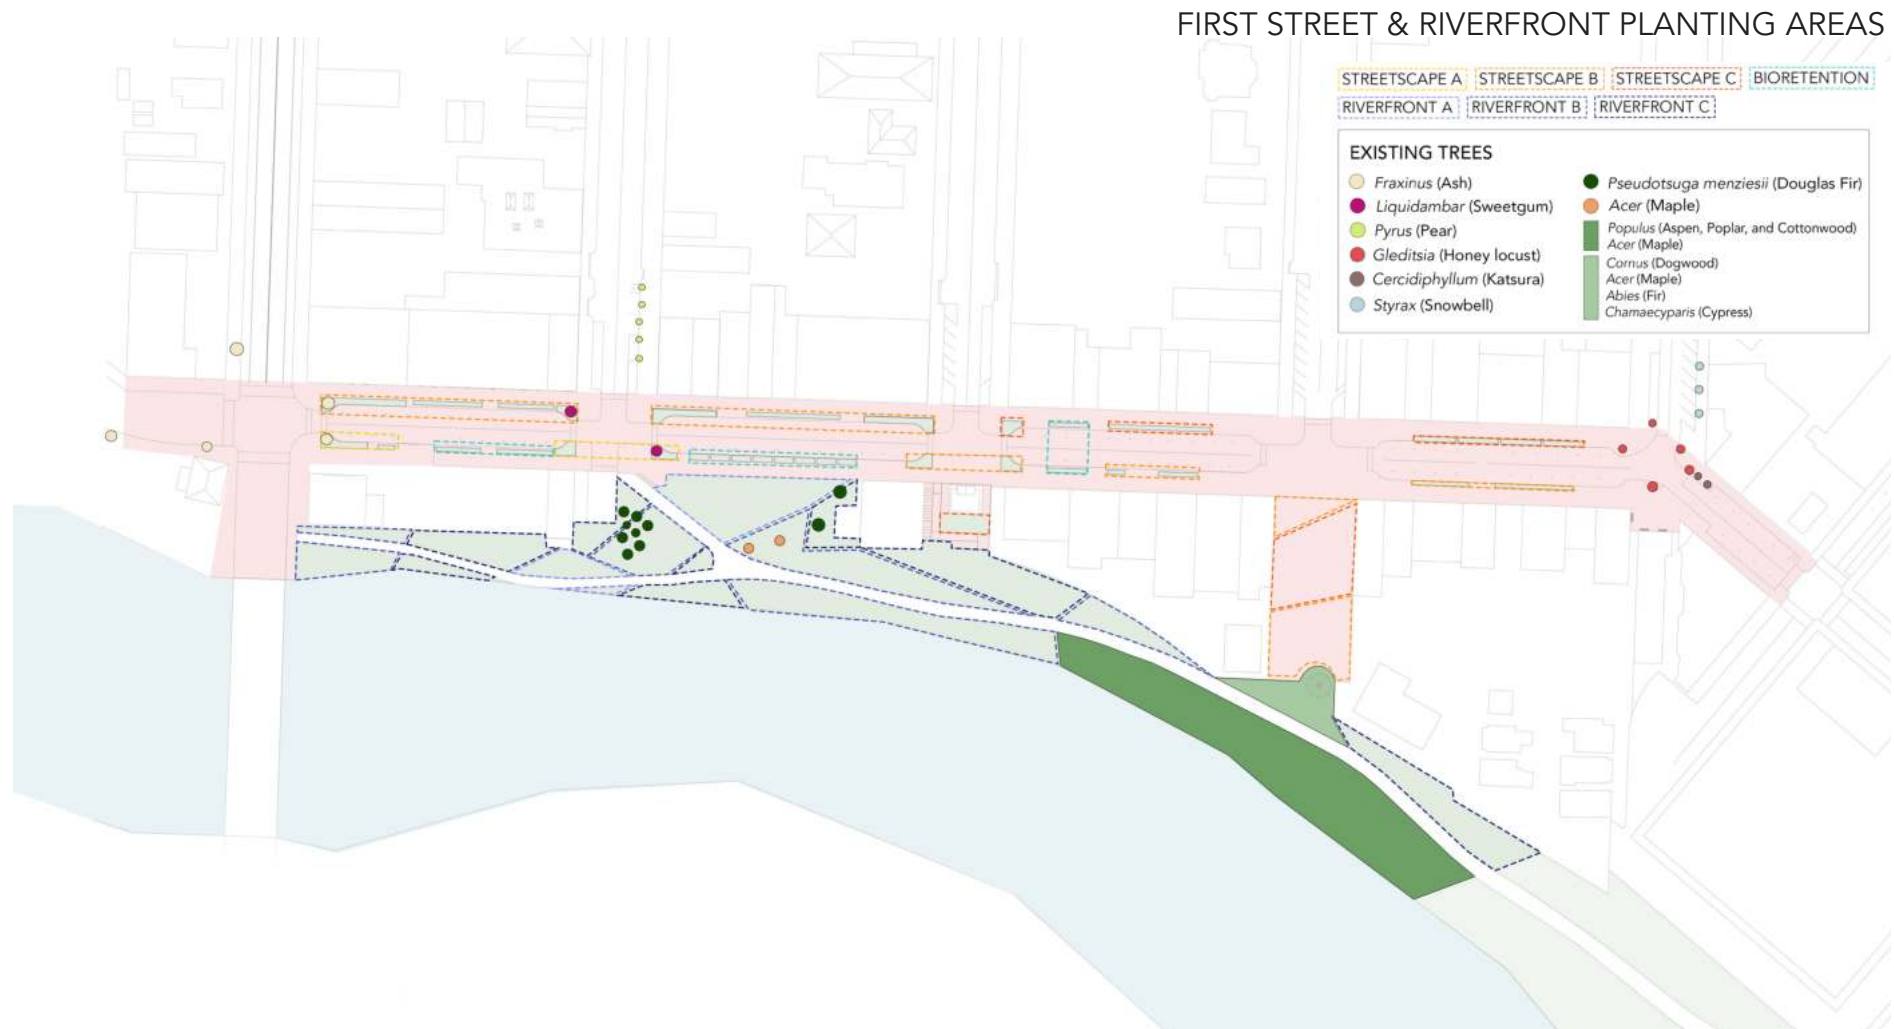 FIRST STREET & RIVERFRONT PLANTING AREAS
STREETSCAPE A STREETSCAPE B STREETSCAPE C BIORETENTION
RIVERFRONT A RIVERFRONT B RIVERFRONT C
EXISTING TREES
Fraxinus (Ash)
Liquidambar (Sweetgum)
Pyrus (Pear)
Gleditsia (Honey locust)
Cercidiphyllum (Katsura)
Styrax (Snowbell)
Pseudotsuga menziesii (Douglas Fir)
Acer (Maple)
Populus (Aspen, Poplar, and Cottonwood)
Acer (Maple)
Cornus (Dogwood)
Acer (Maple)
Abies (Fir)
Chamaecyparis (Cypress)